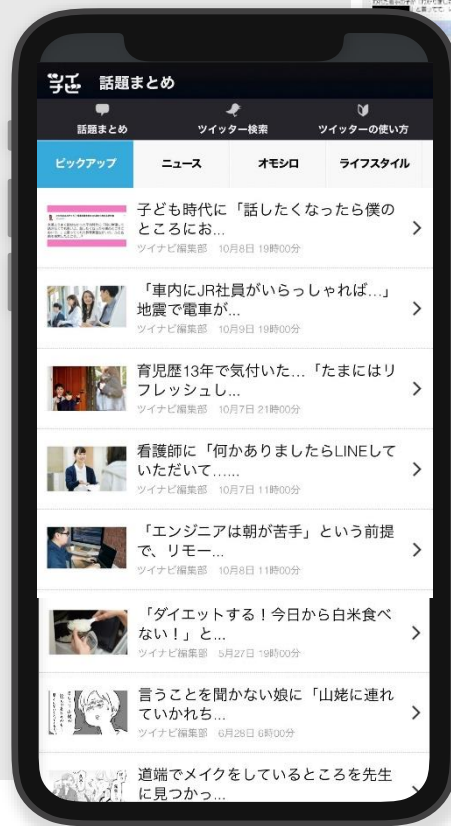 ツイナビ 話題まとめ
話題まとめ ツイッター検索 ツイッターの使い方
ピックアップ ニュース オモシロ ライフスタイル
子ども時代に「話したくなったら僕の
ところにお...
ツイナビ編集部 10月8日 19時00分
「車内にJR社員がいらっしゃれば…」
地震で電車が...
ツイナビ編集部 10月9日 19時00分
育児歴13年で気付いた…「たまにはリ
フレッシュし...
ツイナビ編集部 10月7日 21時00分
看護師に「何かありましたらLINEして
いただいて......
ツイナビ編集部 10月7日 11時00分
「エンジニアは朝が苦手」という前提
で、リモー...
ツイナビ編集部 10月8日 11時00分
「ダイエットする！今日から白米食べ
ない！」と...
ツイナビ編集部 5月27日 19時00分
言うことを聞かない娘に「山姥に連れ
ていかれち...
ツイナビ編集部 6月28日 6時00分
道端でメイクをしているところを先生
に見つかっ...